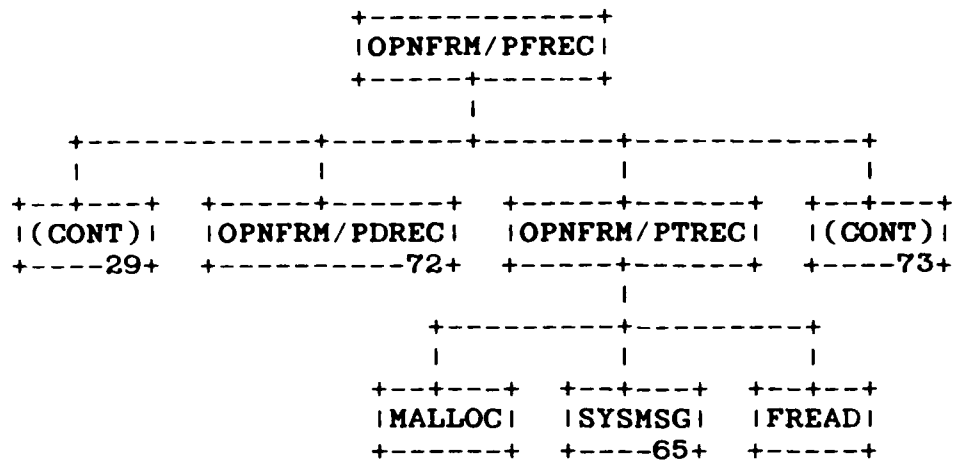 OPNFRM/PFREC
(CONT) OPNFRM/PDREC OPNFRM/PTREC (CONT)
29 72 73
MALLOC SYSMSG FREAD
65